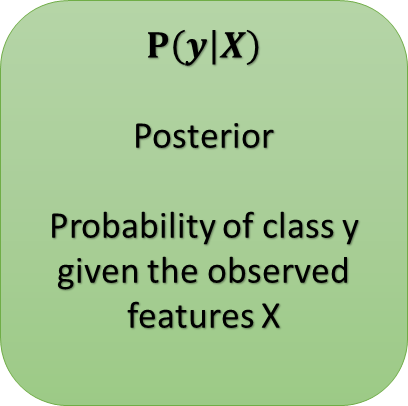 P(y|X)
Posterior
Probability of class y
given the observed
features X